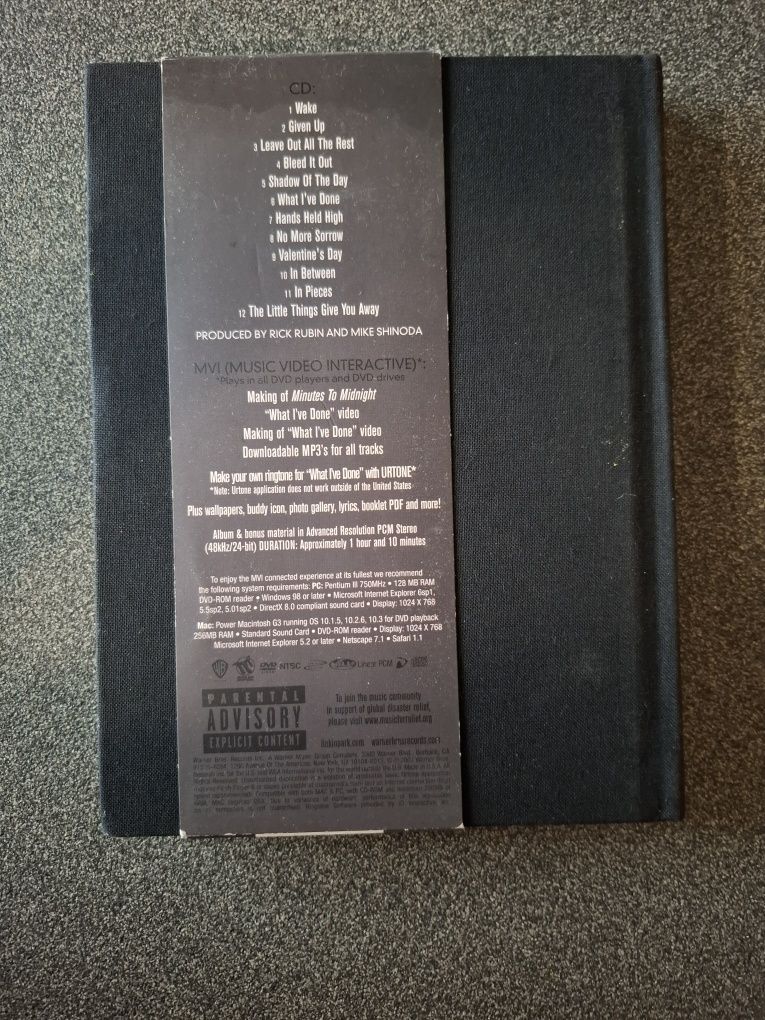 CD:
1 Wake
2 Given Up
3 Leave Out All The Rest
4 Bleed It Out
5 Shadow Of The Day
6 What I've Done
7 Hands Held High
8 No More Sorrow
9 Valentine's Day
10 In Between
11 In Pieces
12 The Little Things Give You Away
PRODUCED BY RICK RUBIN AND MIKE SHINODA
MVI (MUSIC VIDEO INTERACTIVE)*:
*Plays in all DVD players and DVD drives
Making of Minutes To Midnight
"What I've Done" video
Making of "What I've Done" video
Downloadable MP3's for all tracks
Make your own ringtone for "What I've Done" with URTONE*
*Note: Urtone application does not work outside of the United States
Plus wallpapers, buddy icon, photo gallery, lyrics, booklet PDF and more!
Album & bonus material in Advanced Resolution PCM Stereo
(48kHz/24-bit) DURATION: Approximately 1 hour and 10 minutes
To enjoy the MVI connected experience at its fullest we recommend
the following system requirements: PC: Pentium III 750MHz • 128 MB RAM
DVD-ROM reader • Windows 98 or later • Microsoft Internet Explorer 6sp1,
5.5sp2, 5.01sp2 • DirectX 8.0 compliant sound card • Display: 1024 X 768
Mac: Power Macintosh G3 running OS 10.1.5, 10.2.6, 10.3 for DVD playback
256MB RAM • Standard Sound Card • DVD-ROM reader • Display: 1024 X 768
Microsoft Internet Explorer 5.2 or later • Netscape 7.1 • Safari 1.1
DVD NTSC Linear PCM
PARENTAL
ADVISORY
EXPLICIT CONTENT
To join the music community
in support of global disaster relief,
please visit www.musicforrelief.org
linkinpark.com warnerbrosrecords.com